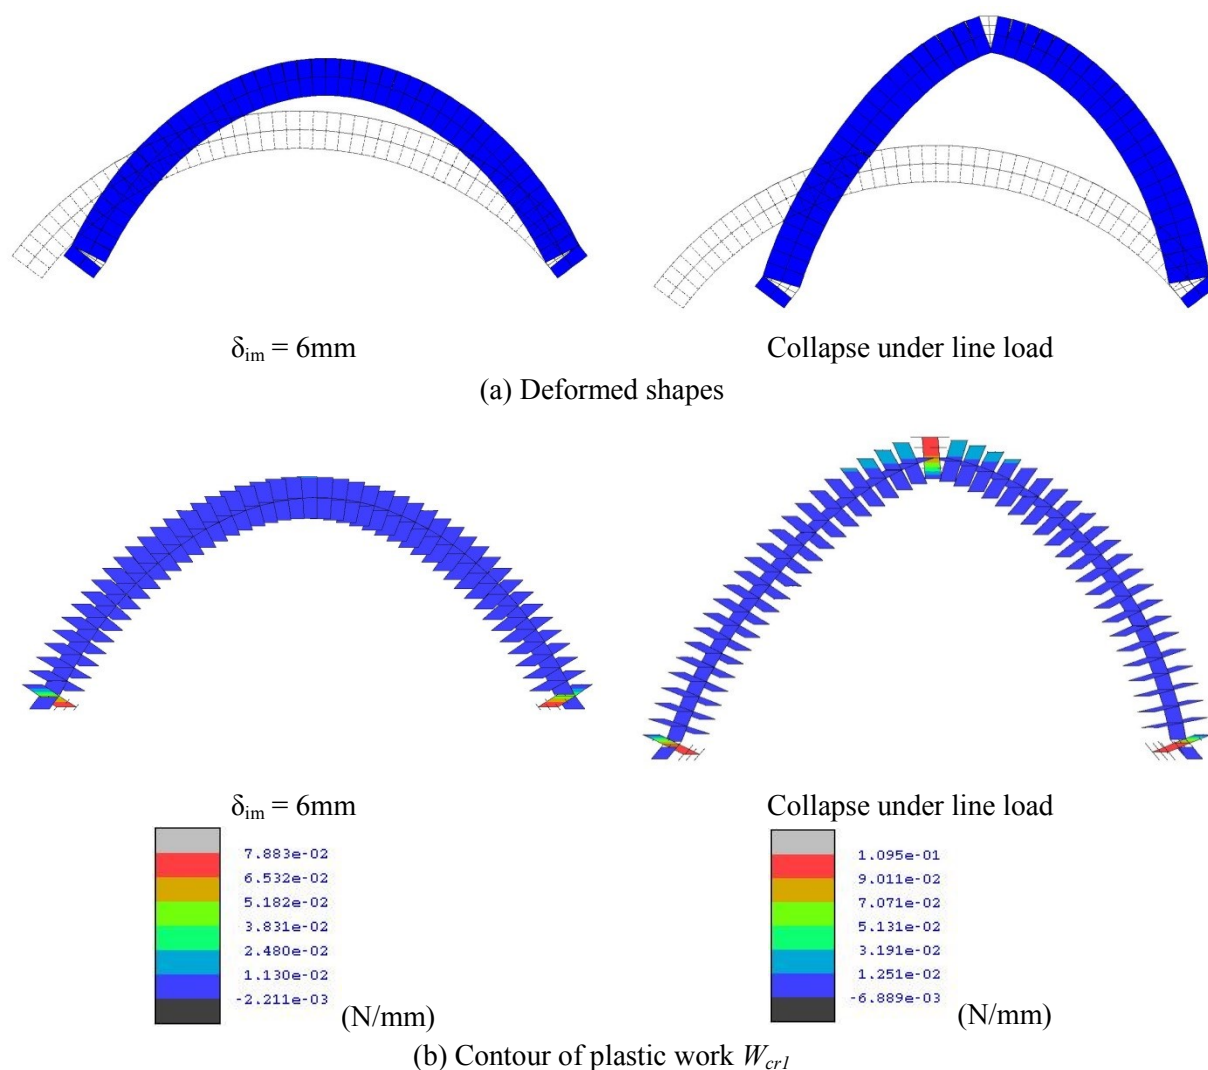 δim = 6mm
Collapse under line load
(a) Deformed shapes
δim = 6mm
Collapse under line load
7.883e-02
6.532e-02
5.182e-02
3.831e-02
2.480e-02
1.130e-02
-2.211e-03
(N/mm)
1.095e-01
9.011e-02
7.071e-02
5.131e-02
3.191e-02
1.251e-02
-6.889e-03
(N/mm)
(b) Contour of plastic work Wcr1